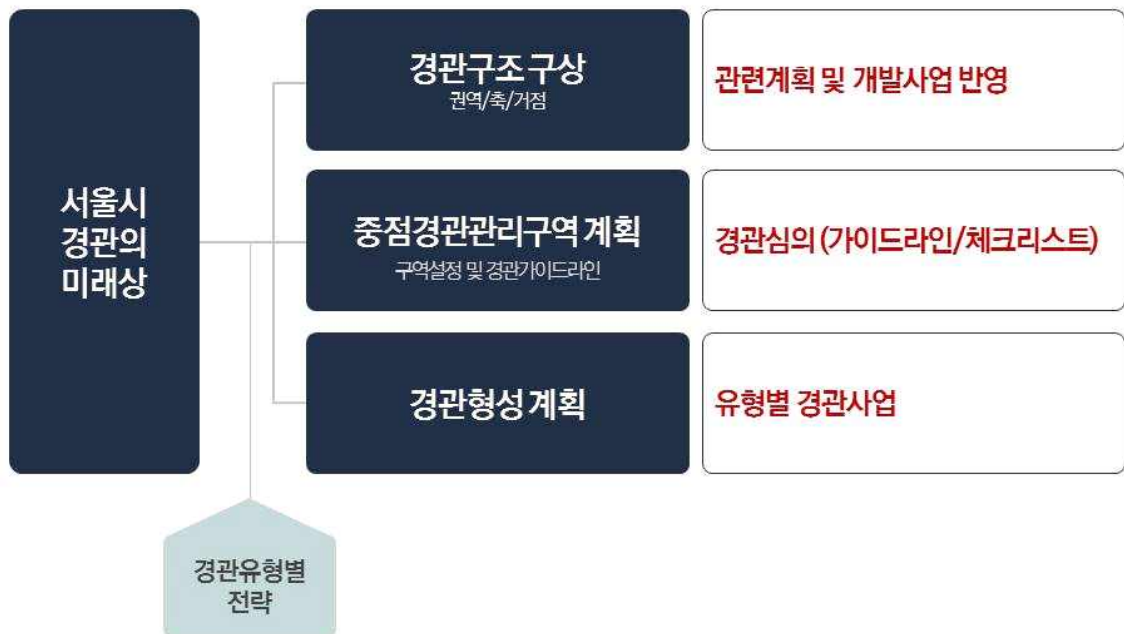 서울시
경관의
미래상
경관구조 구상
권역/축/거점
관련계획 및 개발사업 반영
중점경관관리구역 계획
구역설정 및 경관가이드라인
경관심의 (가이드라인/체크리스트)
경관형성 계획
유형별 경관사업
경관유형별
전략